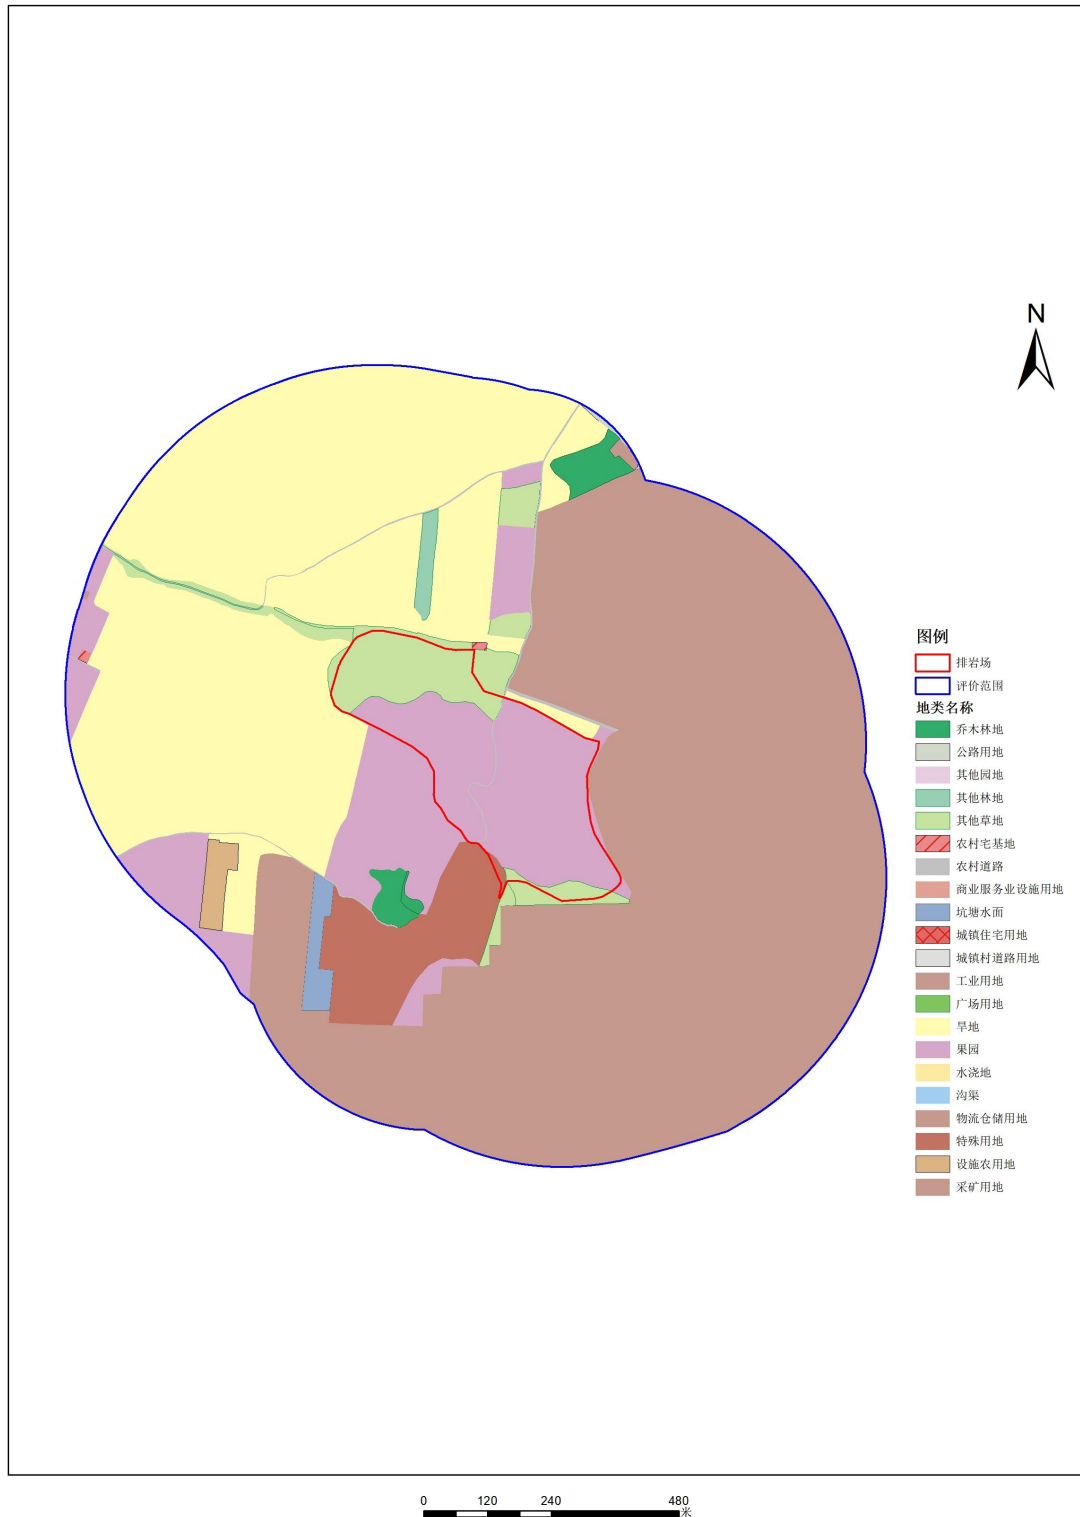 N
图例
排岩场
评价范围
地类名称
乔木林地
公路用地
其他园地
其他林地
其他草地
农村宅基地
农村道路
商业服务业设施用地
坑塘水面
城镇住宅用地
城镇村道路用地
工业用地
广场用地
旱地
果园
水浇地
沟渠
物流仓储用地
特殊用地
设施农用地
采矿用地
0 120 240 480
米